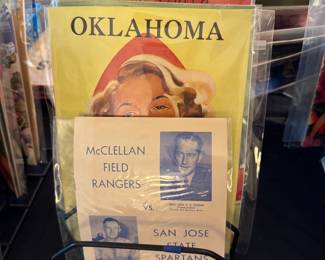 OKLAHOMA
McCLELLAN
FIELD
RANGERS
VS.
SAN JOSE
STATE
SPARTANS